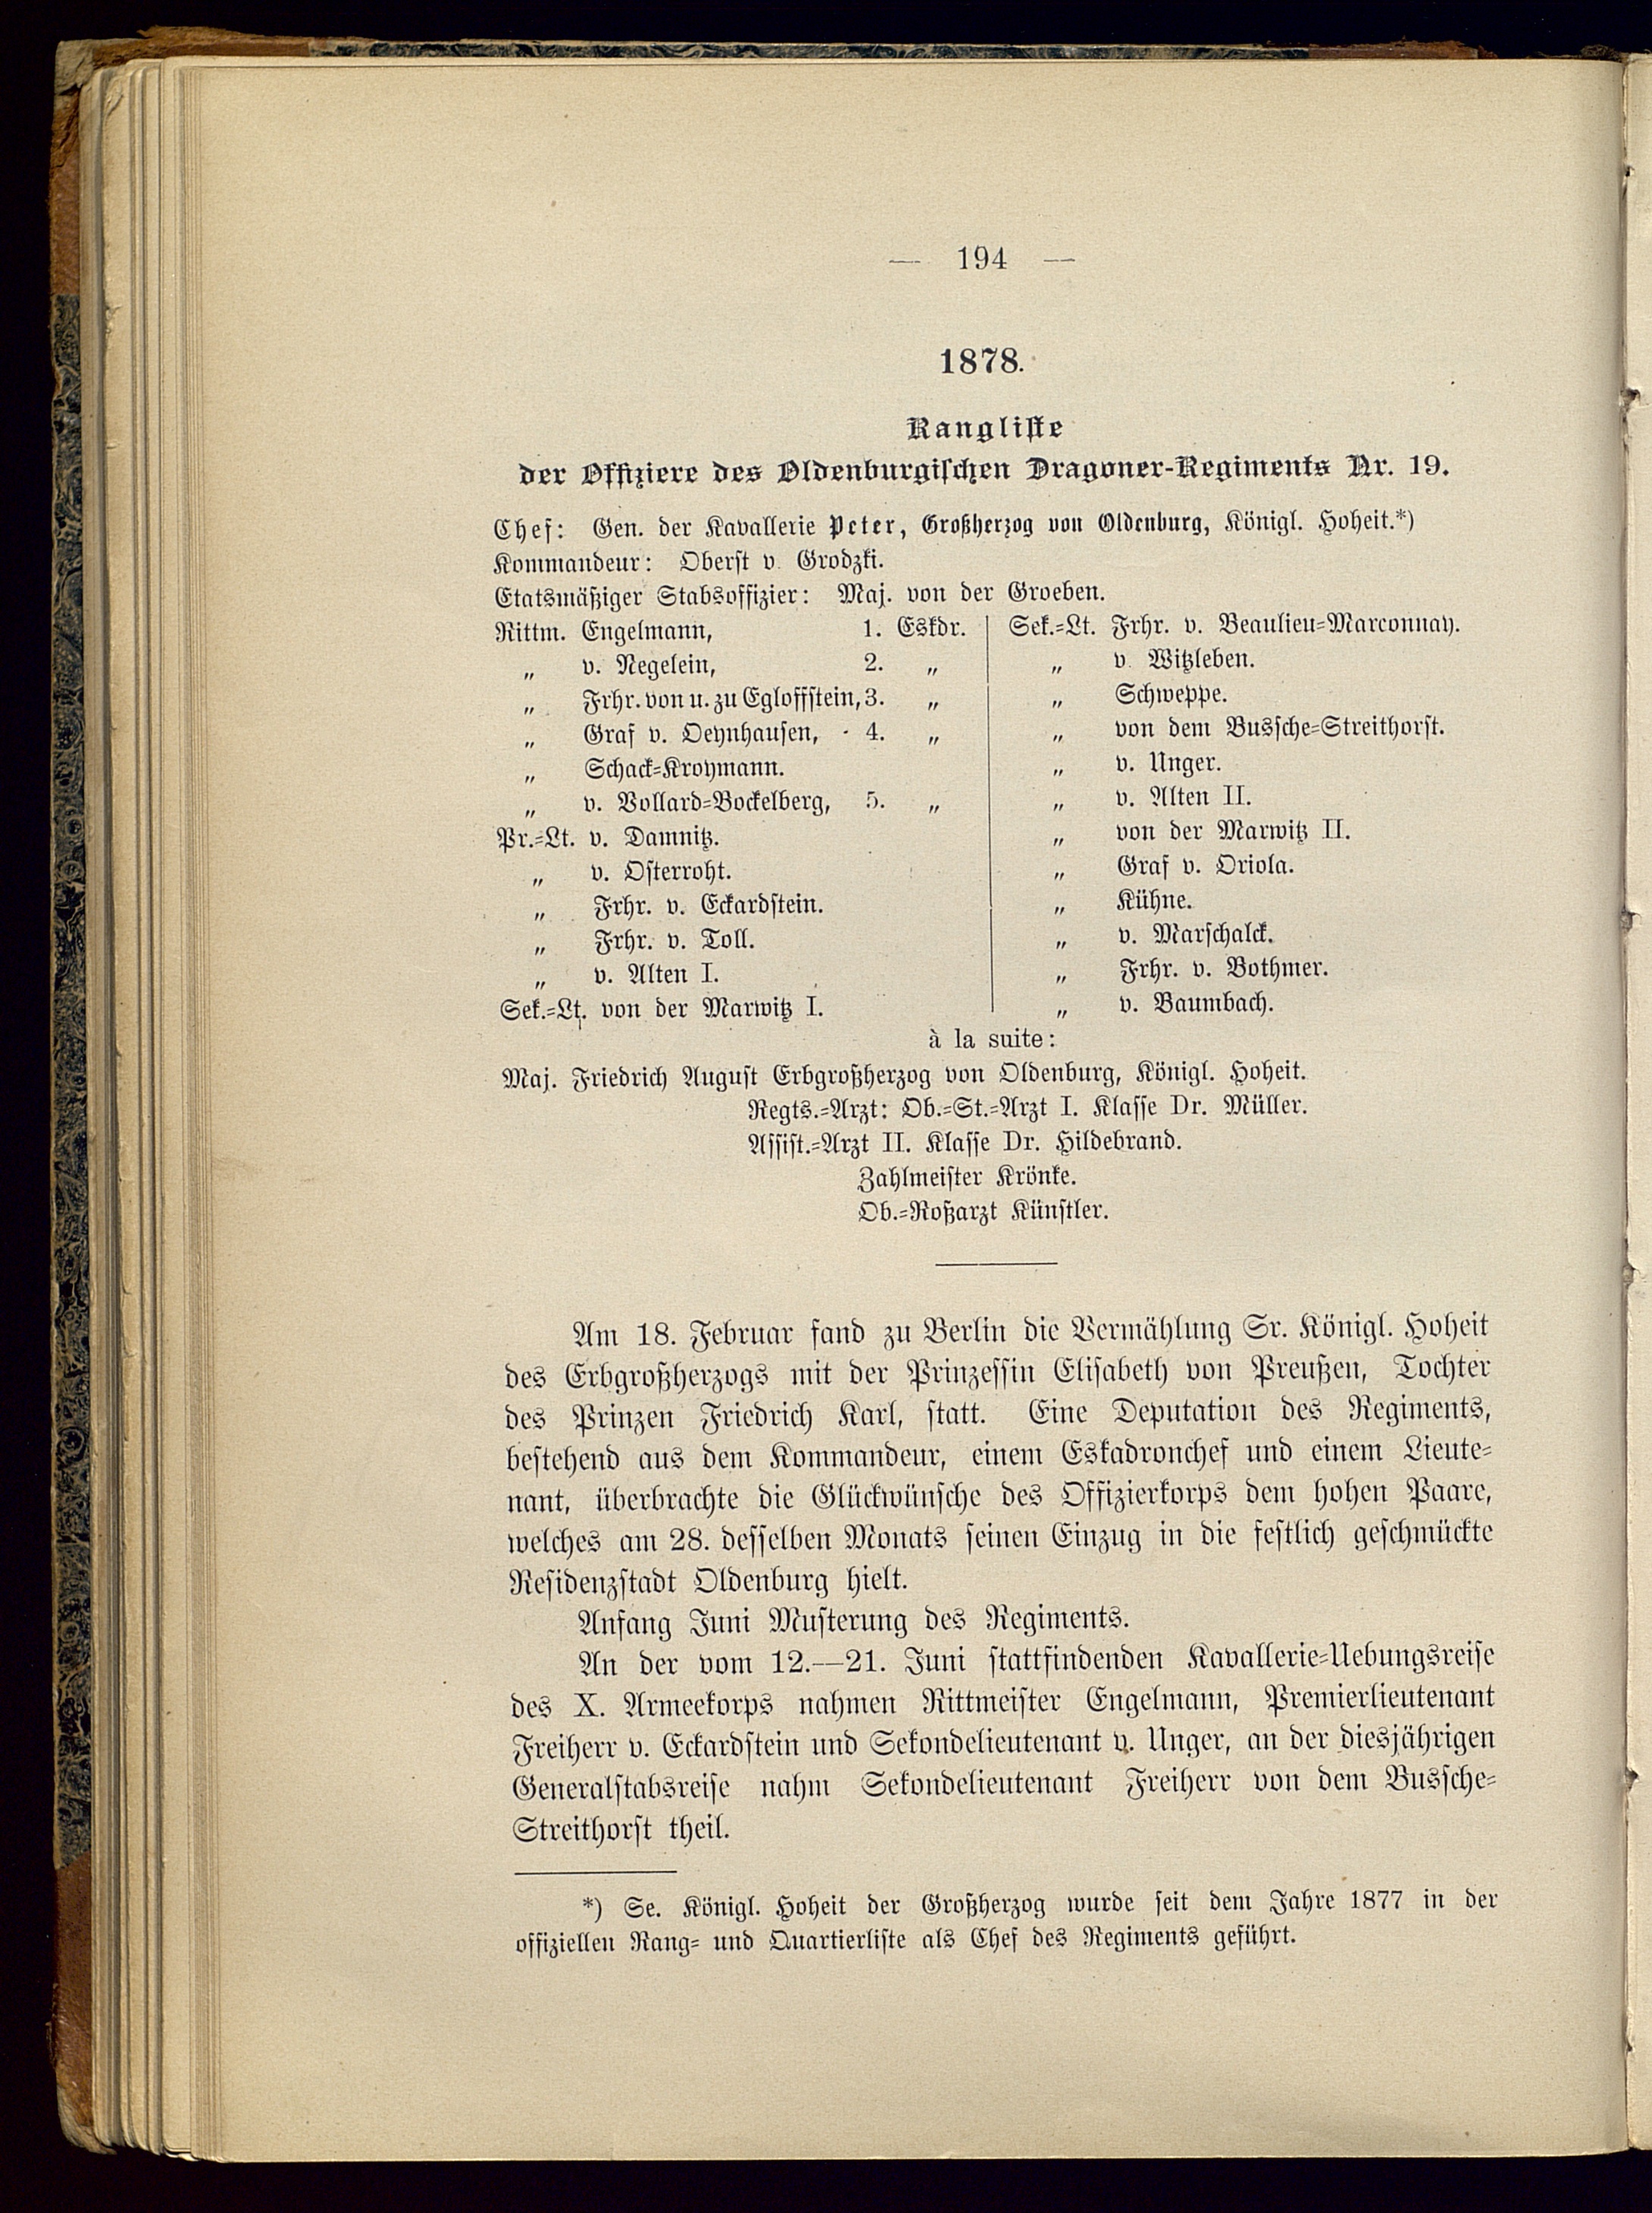 — 194 —
1878.
Rangliste
der Offiziere des Oldenburgischen Dragoner-Regiments Nr. 19.
Chef: Gen. der Kavallerie Peter, Großherzog von Oldenburg, Königl. Hoheit.*)
Kommandeur: Oberst v. Grodzki.
Etatsmäßiger Stabsoffizier: Maj. von der Groeben.
Rittm. Engelmann, 1. Eskdr.
„ v. Negelein, 2. „
„ Frhr. von u. zu Egloffstein, 3. „
„ Graf v. Oeynhausen, 4. „
„ Schack-Kroymann.
„ v. Vollard-Bockelberg, 5. „
Pr.-Lt. v. Damnitz.
„ v. Osterroht.
„ Frhr. v. Eckardstein.
„ Frhr. v. Toll.
„ v. Alten I.
Sek.-Lt. von der Marwitz I.
Sek.-Lt. Frhr. v. Beaulieu-Marconnay.
„ v. Witzleben.
„ Schweppe.
„ von dem Bussche-Streithorst.
„ v. Unger.
„ v. Alten II.
„ von der Marwitz II.
„ Graf v. Oriola.
„ Kühne.
„ v. Marschalck.
„ Frhr. v. Bothmer.
„ v. Baumbach.
à la suite:
Maj. Friedrich August Erbgroßherzog von Oldenburg, Königl. Hoheit.
Regts.-Arzt: Ob.-St.-Arzt I. Klasse Dr. Müller.
Assist.-Arzt II. Klasse Dr. Hildebrand.
Zahlmeister Krönke.
Ob.-Roßarzt Künstler.
Am 18. Februar fand zu Berlin die Vermählung Sr. Königl. Hoheit
des Erbgroßherzogs mit der Prinzessin Elisabeth von Preußen, Tochter
des Prinzen Friedrich Karl, statt. Eine Deputation des Regiments,
bestehend aus dem Kommandeur, einem Eskadronchef und einem Lieute-
nant, überbrachte die Glückwünsche des Offizierkorps dem hohen Paare,
welches am 28. desselben Monats seinen Einzug in die festlich geschmückte
Residenzstadt Oldenburg hielt.
Anfang Juni Musterung des Regiments.
An der vom 12.—21. Juni stattfindenden Kavallerie-Uebungsreise
des X. Armeekorps nahmen Rittmeister Engelmann, Premierlieutenant
Freiherr v. Eckardstein und Sekondelieutenant v. Unger, an der diesjährigen
Generalstabsreise nahm Sekondelieutenant Freiherr von dem Bussche-
Streithorst theil.
*) Se. Königl. Hoheit der Großherzog wurde seit dem Jahre 1877 in der
offiziellen Rang- und Quartierliste als Chef des Regiments geführt.